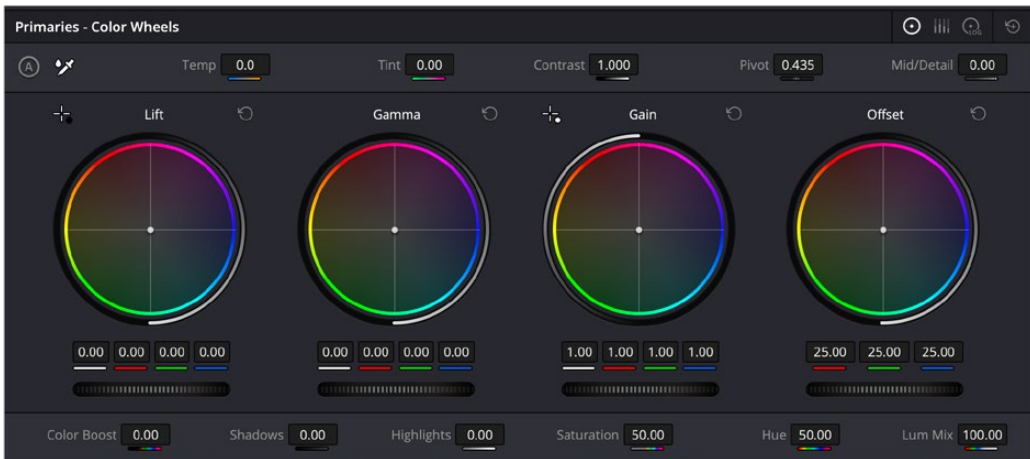 Primaries - Color Wheels
LOG
A Temp 0.0 Tint 0.00 Contrast 1.000 Pivot 0.435 Mid/Detail 0.00
Lift Gamma Gain Offset
0.00 0.00 0.00 0.00 0.00 0.00 0.00 0.00 1.00 1.00 1.00 1.00 25.00 25.00 25.00
Color Boost 0.00 Shadows 0.00 Highlights 0.00 Saturation 50.00 Hue 50.00 Lum Mix 100.00